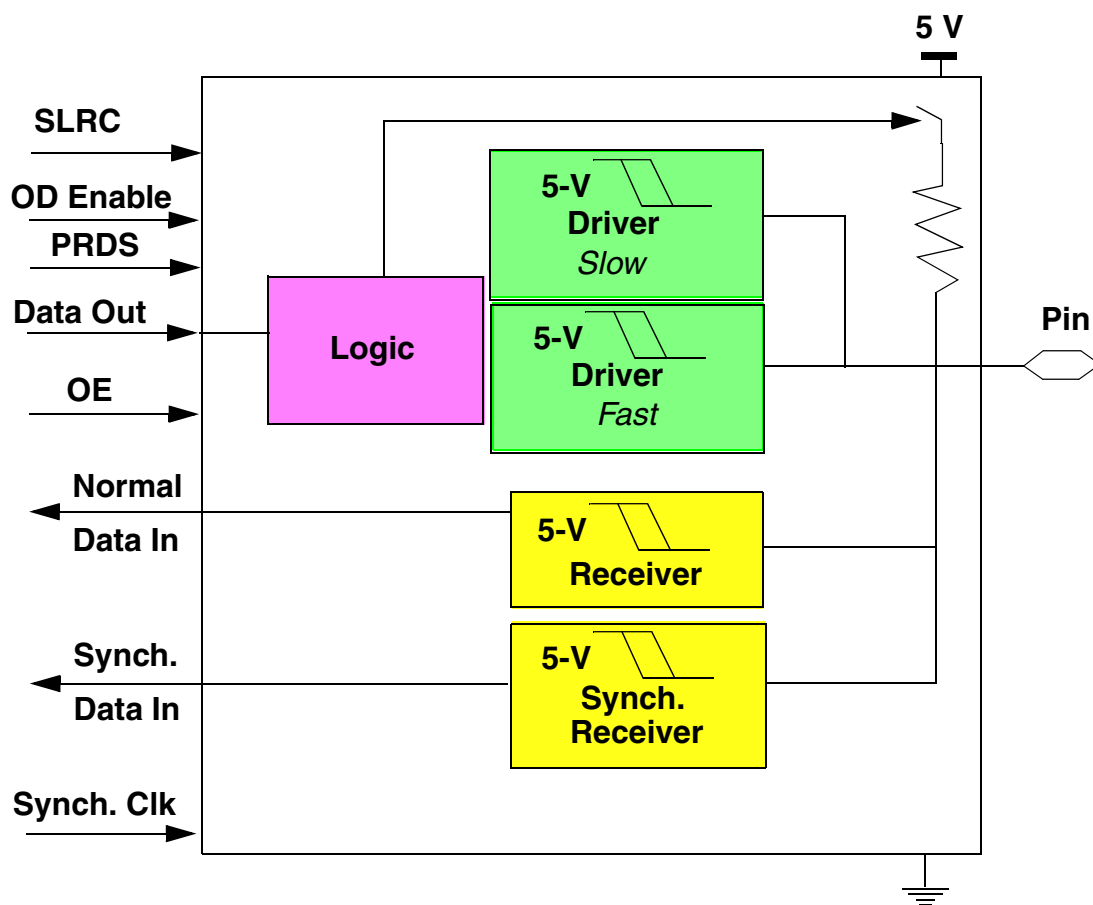 5 V
SLRC
OD Enable
PRDS
Data Out
OE
Normal
Data In
Synch.
Data In
Synch. Clk
Logic
5-V
Driver
Slow
5-V
Driver
Fast
5-V
Receiver
5-V
Synch.
Receiver
Pin